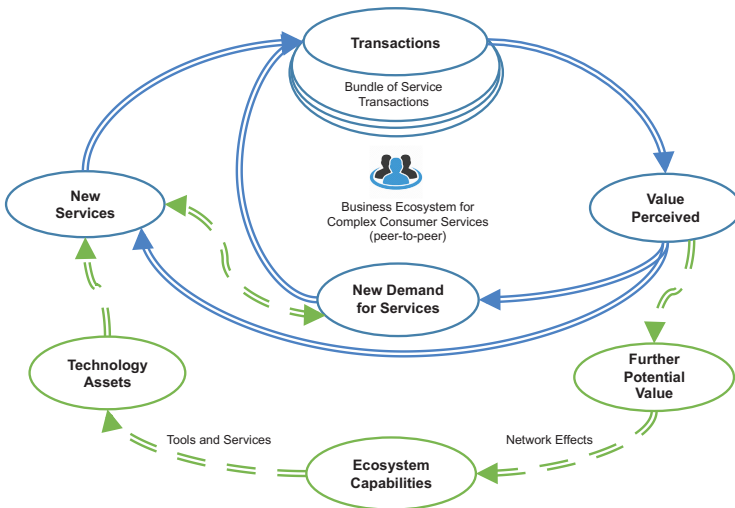 Transactions
Bundle of Service
Transactions
Business Ecosystem for
Complex Consumer Services
(peer-to-peer)
New
Services
Value
Perceived
New Demand
for Services
Technology
Assets
Further
Potential
Value
Tools and Services
Network Effects
Ecosystem
Capabilities